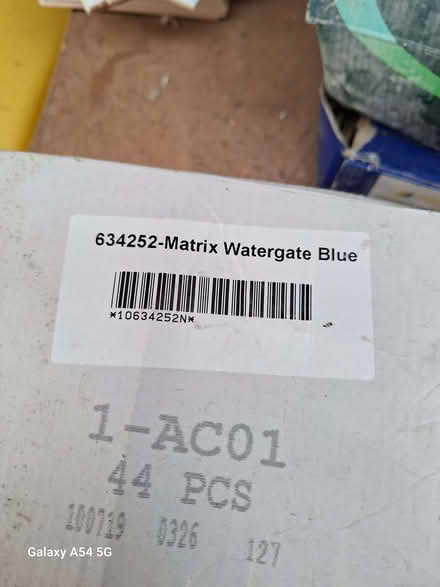 634252-Matrix Watergate Blue
*10634252N*
1-AC01
44 PCS
100719 0326 127
Galaxy A54 5G